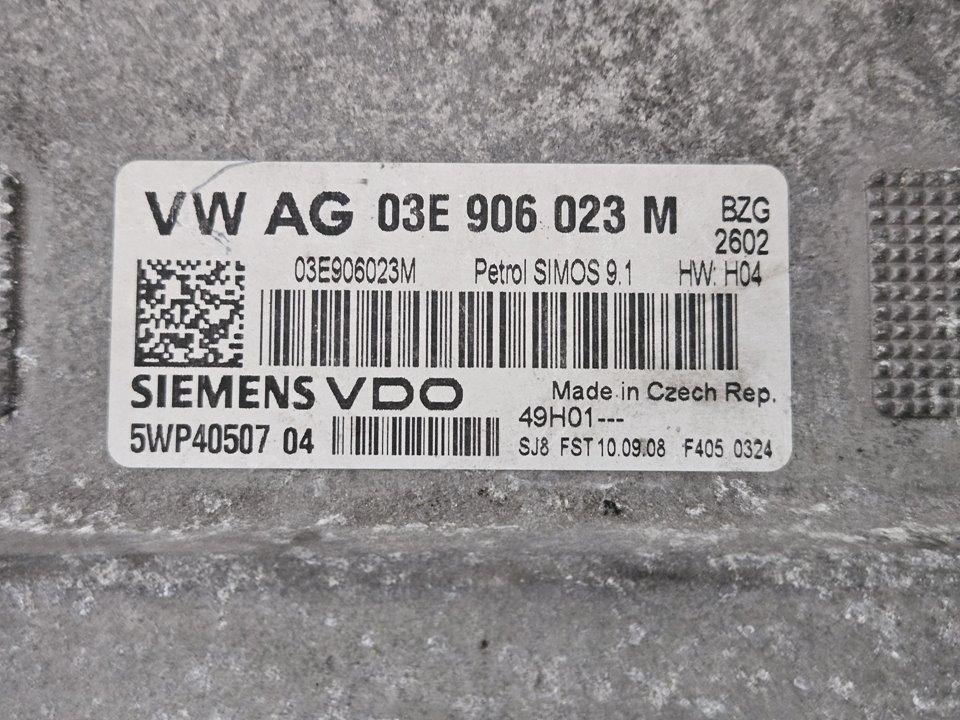 VW AG 03E 906 023 M BZG
2602
03E906023M Petrol SIMOS 9.1 HW: H04
SIEMENS VDO Made in Czech Rep.
49H01---
5WP40507 04 SJ8 FST 10.09.08 F405 0324